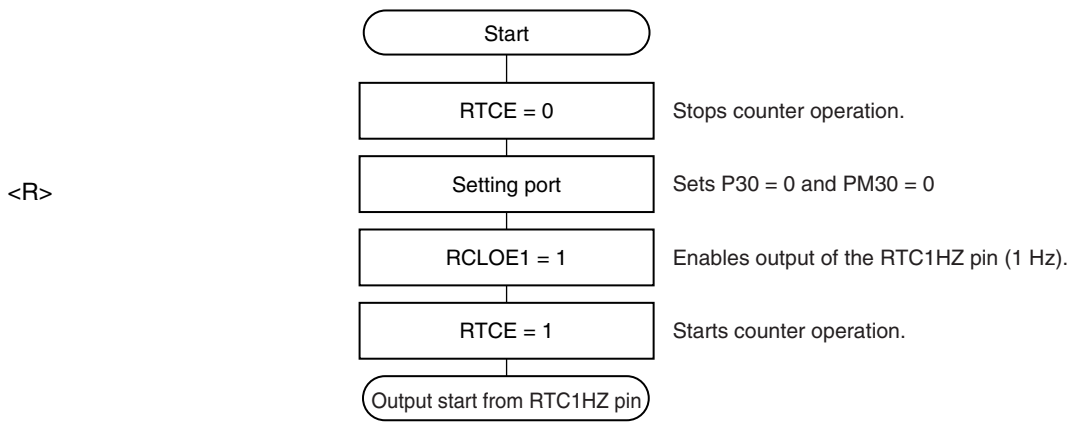 Start
RTCE = 0
Stops counter operation.
<R>
Setting port
Sets P30 = 0 and PM30 = 0
RCLOE1 = 1
Enables output of the RTC1HZ pin (1 Hz).
RTCE = 1
Starts counter operation.
Output start from RTC1HZ pin